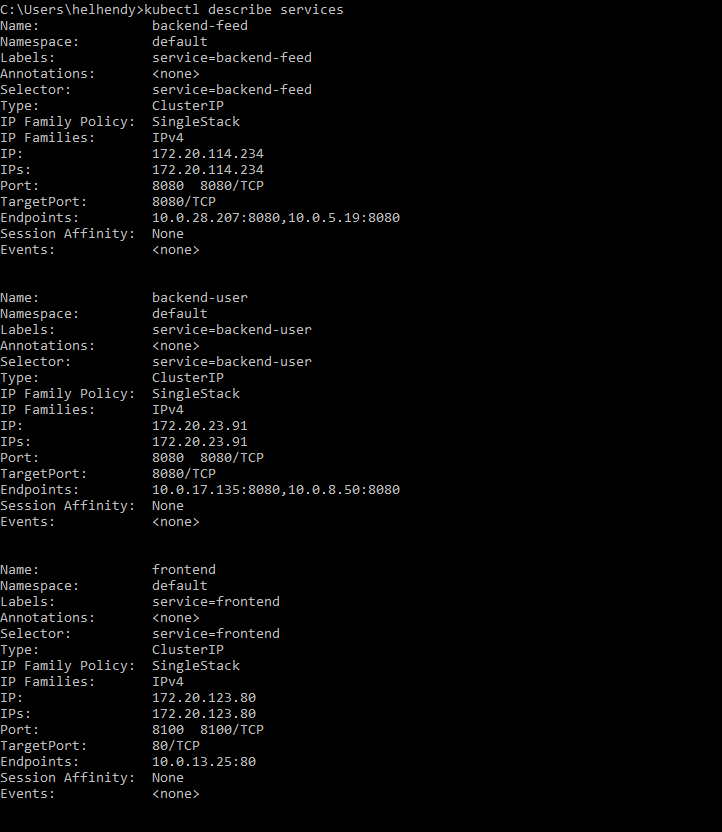 C:\Users\helhendy>kubectl describe services
Name:              backend-feed
Namespace:         default
Labels:            service=backend-feed
Annotations:       <none>
Selector:          service=backend-feed
Type:              ClusterIP
IP Family Policy:  SingleStack
IP Families:       IPv4
IP:                172.20.114.234
IPs:               172.20.114.234
Port:              8080  8080/TCP
TargetPort:        8080/TCP
Endpoints:         10.0.28.207:8080,10.0.5.19:8080
Session Affinity:  None
Events:            <none>
Name:              backend-user
Namespace:         default
Labels:            service=backend-user
Annotations:       <none>
Selector:          service=backend-user
Type:              ClusterIP
IP Family Policy:  SingleStack
IP Families:       IPv4
IP:                172.20.23.91
IPs:               172.20.23.91
Port:              8080  8080/TCP
TargetPort:        8080/TCP
Endpoints:         10.0.17.135:8080,10.0.8.50:8080
Session Affinity:  None
Events:            <none>
Name:              frontend
Namespace:         default
Labels:            service=frontend
Annotations:       <none>
Selector:          service=frontend
Type:              ClusterIP
IP Family Policy:  SingleStack
IP Families:       IPv4
IP:                172.20.123.80
IPs:               172.20.123.80
Port:              8100  8100/TCP
TargetPort:        80/TCP
Endpoints:         10.0.13.25:80
Session Affinity:  None
Events:            <none>